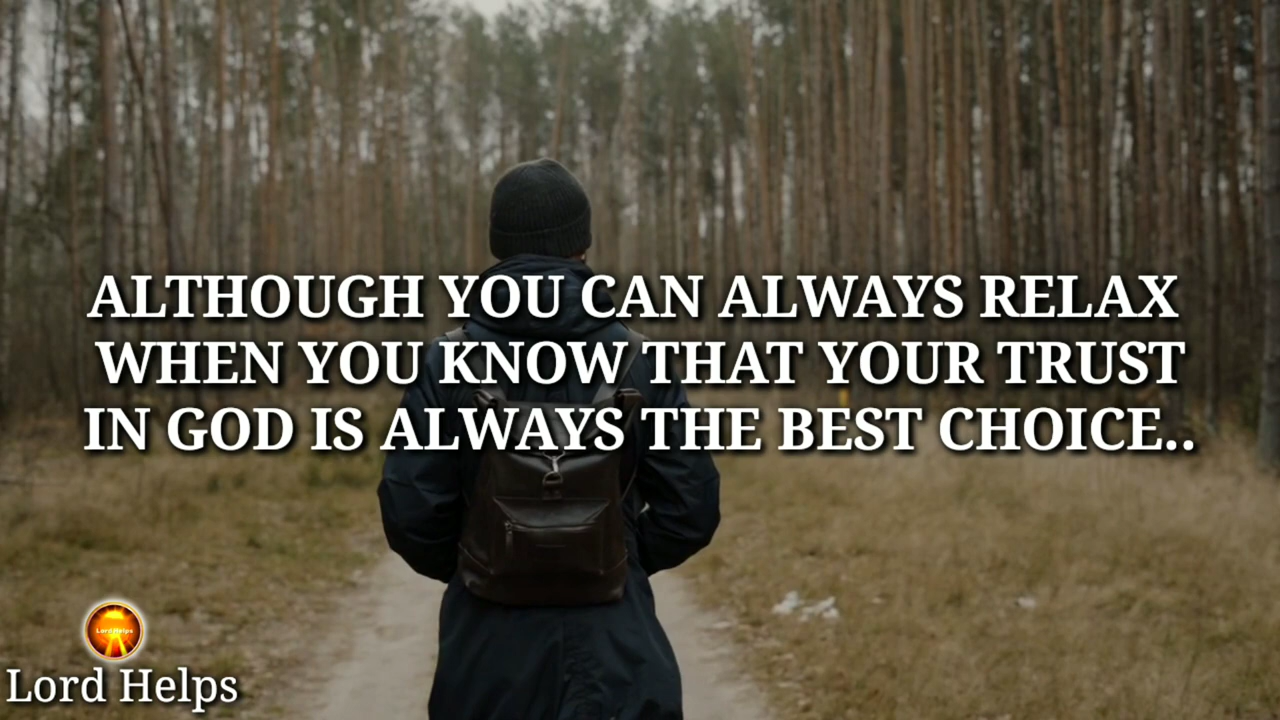 ALTHOUGH YOU CAN ALWAYS RELAX
WHEN YOU KNOW THAT YOUR TRUST
IN GOD IS ALWAYS THE BEST CHOICE..
LordHelps
Lord Helps